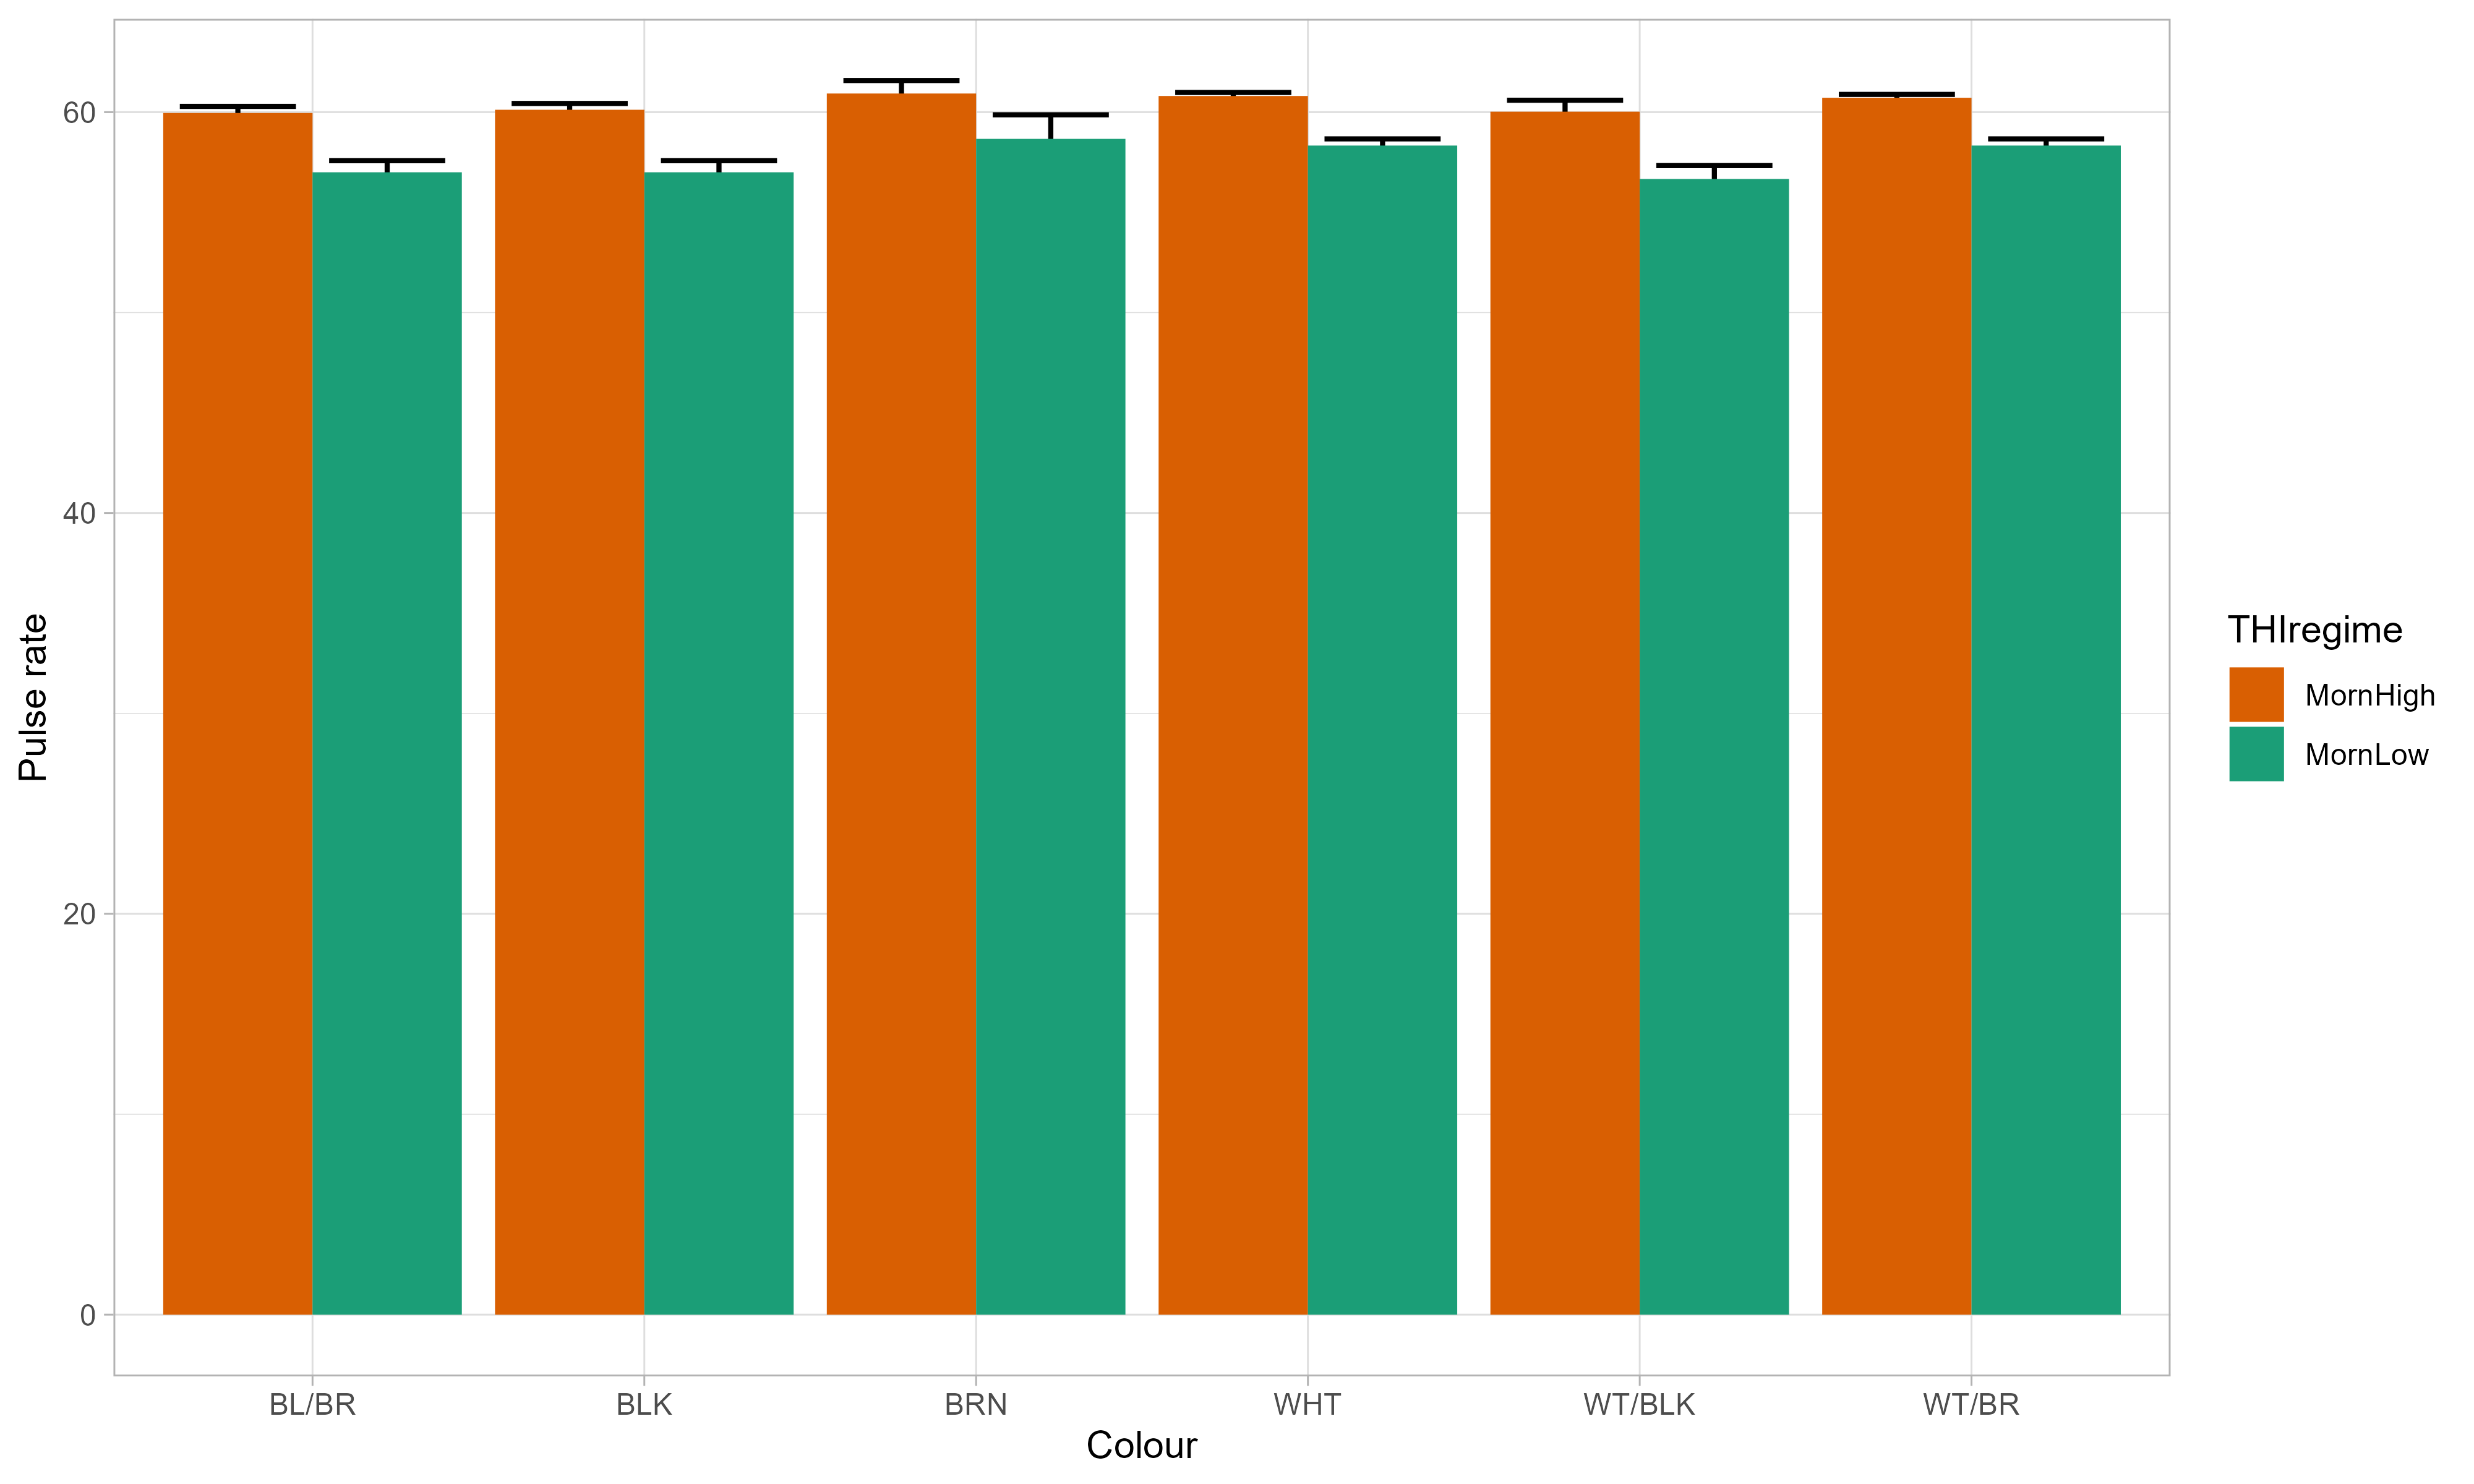 Pulse rate
60
40
20
0
BL/BR
BLK
BRN
WHT
WT/BLK
WT/BR
Colour
THIregime
MornHigh
MornLow